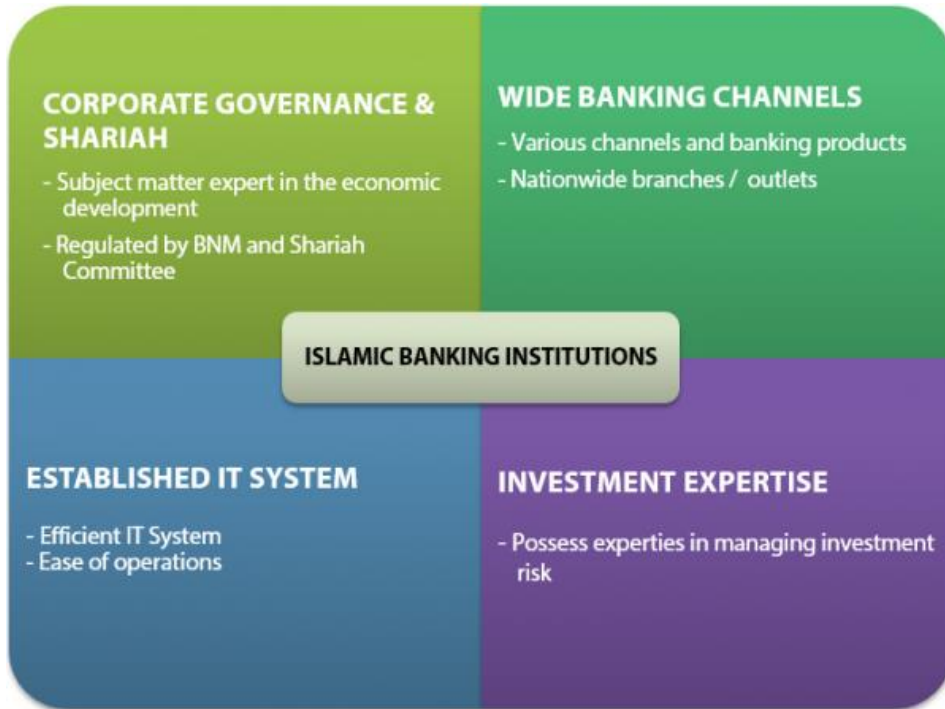 CORPORATE GOVERNANCE &
SHARIAH
- Subject matter expert in the economic
development
- Regulated by BNM and Shariah
Committee
WIDE BANKING CHANNELS
- Various channels and banking products
- Nationwide branches / outlets
ISLAMIC BANKING INSTITUTIONS
ESTABLISHED IT SYSTEM
- Efficient IT System
- Ease of operations
INVESTMENT EXPERTISE
- Possess experties in managing investment
risk